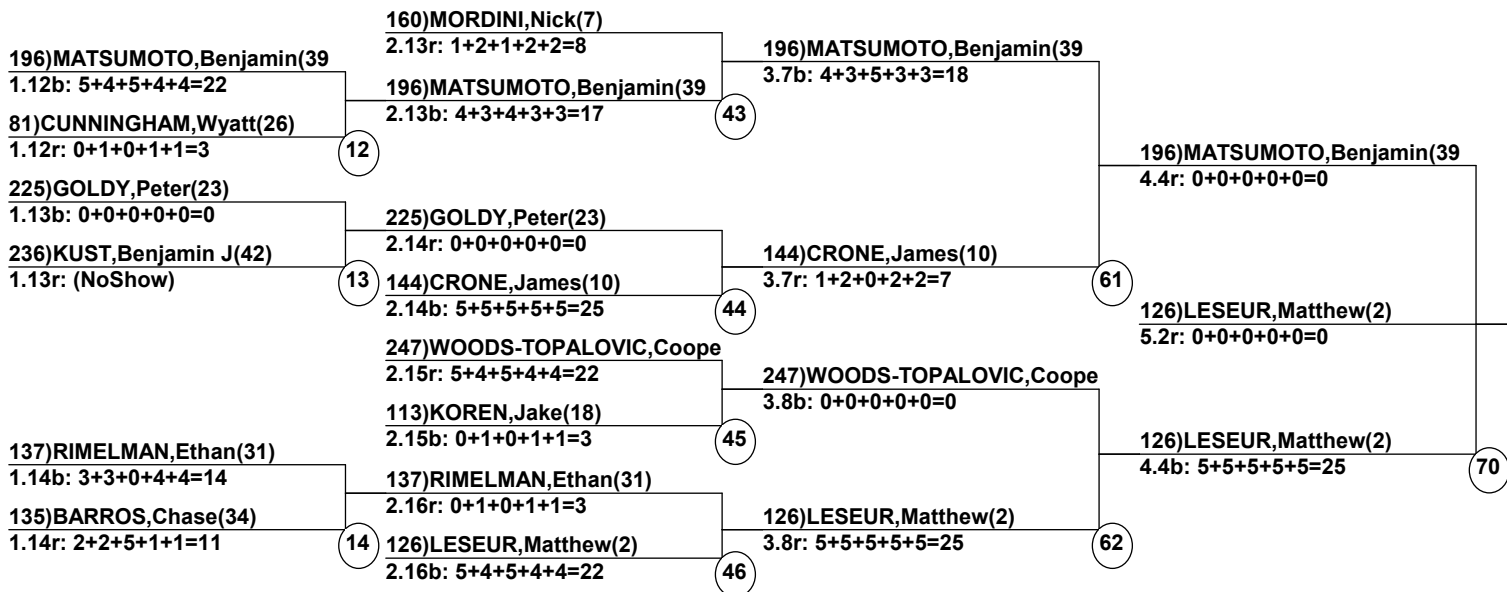 196)MATSUMOTO,Benjamin(39
1.12b: 5+4+5+4+4=22
81)CUNNINGHAM,Wyatt(26)
1.12r: 0+1+0+1+1=3
12
225)GOLDY,Peter(23)
1.13b: 0+0+0+0+0=0
236)KUST,Benjamin J(42)
1.13r: (NoShow)
13
137)RIMELMAN,Ethan(31)
1.14b: 3+3+0+4+4=14
135)BARROS,Chase(34)
1.14r: 2+2+5+1+1=11
14
160)MORDINI,Nick(7)
2.13r: 1+2+1+2+2=8
196)MATSUMOTO,Benjamin(39
2.13b: 4+3+4+3+3=17
43
225)GOLDY,Peter(23)
2.14r: 0+0+0+0+0=0
144)CRONE,James(10)
2.14b: 5+5+5+5+5=25
44
247)WOODS-TOPALOVIC,Coope
2.15r: 5+4+5+4+4=22
113)KOREN,Jake(18)
2.15b: 0+1+0+1+1=3
45
137)RIMELMAN,Ethan(31)
2.16r: 0+1+0+1+1=3
126)LESEUR,Matthew(2)
2.16b: 5+4+5+4+4=22
46
196)MATSUMOTO,Benjamin(39
3.7b: 4+3+5+3+3=18
144)CRONE,James(10)
3.7r: 1+2+0+2+2=7
61
247)WOODS-TOPALOVIC,Coope
3.8b: 0+0+0+0+0=0
126)LESEUR,Matthew(2)
3.8r: 5+5+5+5+5=25
62
196)MATSUMOTO,Benjamin(39
4.4r: 0+0+0+0+0=0
126)LESEUR,Matthew(2)
4.4b: 5+5+5+5+5=25
70
126)LESEUR,Matthew(2)
5.2r: 0+0+0+0+0=0